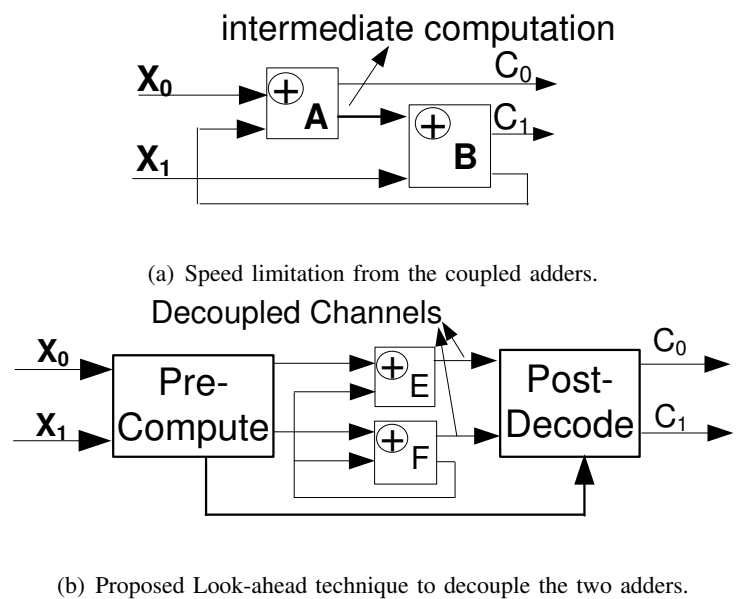 intermediate computation
X₀
+
A
C₀
+
B
C₁
X₁
(a) Speed limitation from the coupled adders.
Decoupled Channels
X₀
X₁
Pre-
Compute
+
E
+
F
Post-
Decode
C₀
C₁
(b) Proposed Look-ahead technique to decouple the two adders.